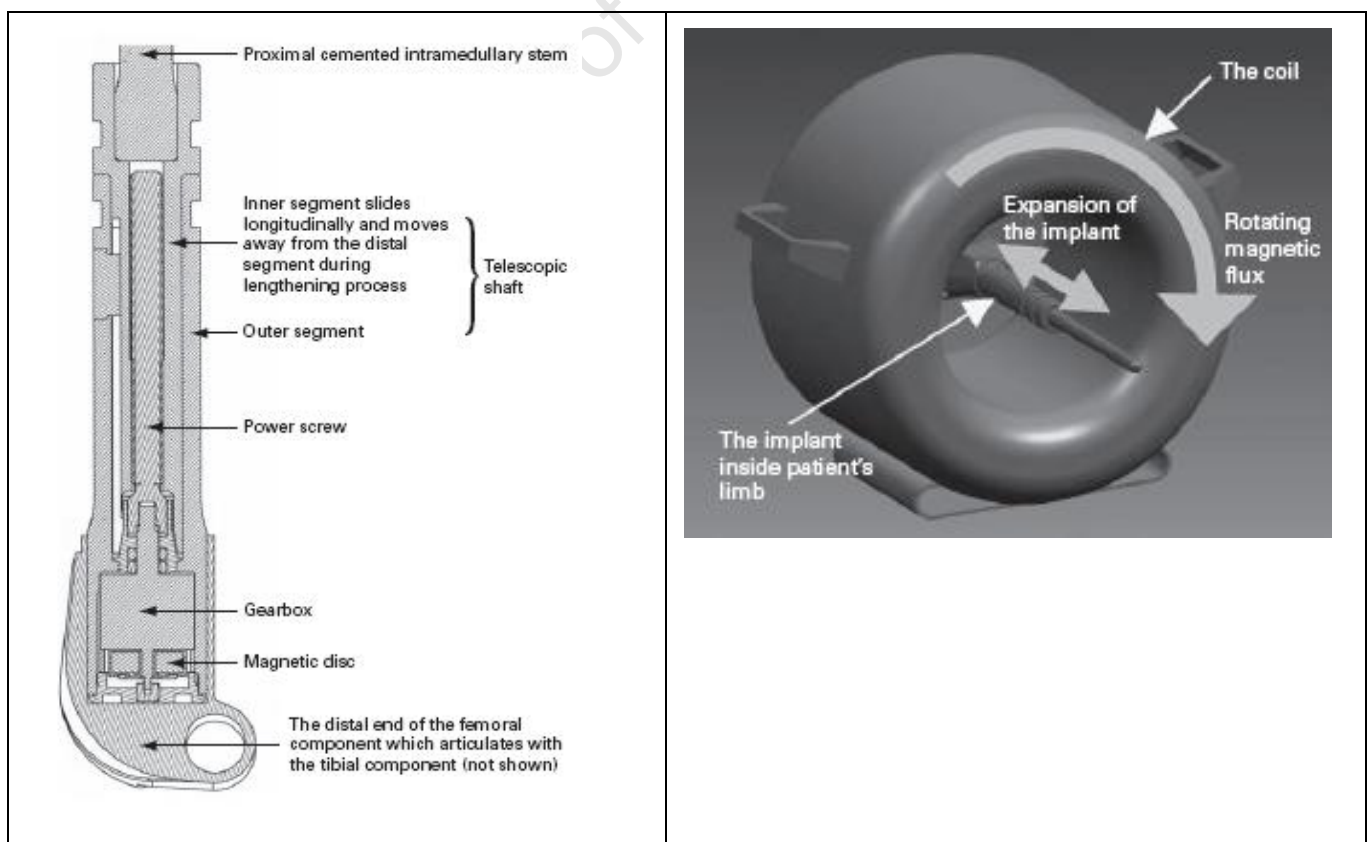 of
Proximal cemented intramedullary stem
Inner segment slides
longitudinally and moves
away from the distal
segment during
lengthening process
Telescopic
shaft
Outer segment
Power screw
Gearbox
Magnetic disc
The distal end of the femoral
component which articulates with
the tibial component (not shown)
The coil
Expansion of
the implant
Rotating
magnetic
flux
The implant
inside patient's
limb